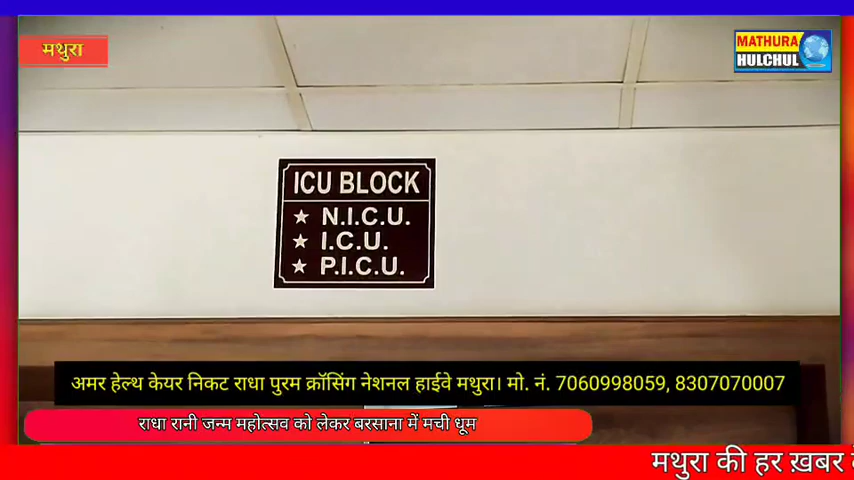 मथुरा
MATHURA
HULCHUL
ICU BLOCK
★ N.I.C.U.
★ I.C.U.
★ P.I.C.U.
अमर हेल्थ केयर निकट राधा पुरम क्रॉसिंग नेशनल हाईवे मथुरा। मो. नं. 7060998059, 8307070007
राधा रानी जन्म महोत्सव को लेकर बरसाना में मची धूम
मथुरा की हर ख़बर